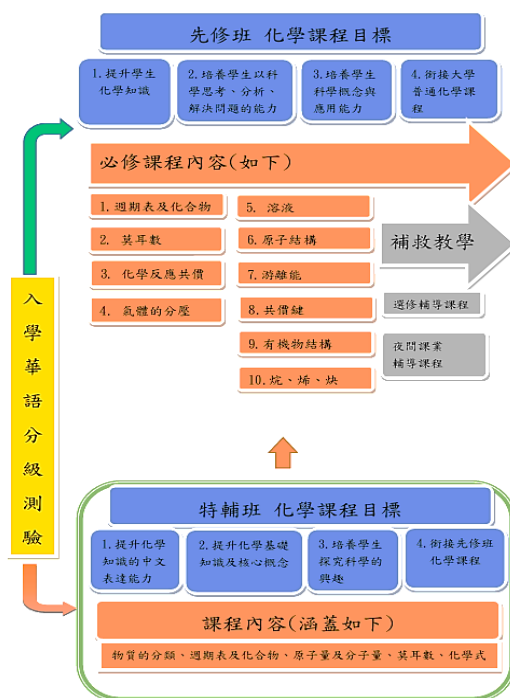 先修班 化學課程目標
1.提升學生
化學知識
2.培養學生以科
學思考、分析、
解決問題的能力
3.培養學生
科學概念與
應用能力
4.銜接大學
普通化學課
程
必修課程內容(如下)
1.週期表及化合物
2. 莫耳數
3. 化學反應共價
4. 氣體的分壓
5. 溶液
6.原子結構
7.游離能
8.共價鍵
9.有機物結構
10.烷、烯、炔
補救教學
選修輔導課程
夜間課業
輔導課程
入學華語分級測驗
特輔班 化學課程目標
1.提升化學
知識的中文
表達能力
2.提升化學基礎
知識及核心概念
3.培養學生
探究科學的
興趣
4.銜接先修班
化學課程
課程內容(涵蓋如下)
物質的分類、週期表及化合物、原子量及分子量、莫耳數、化學式